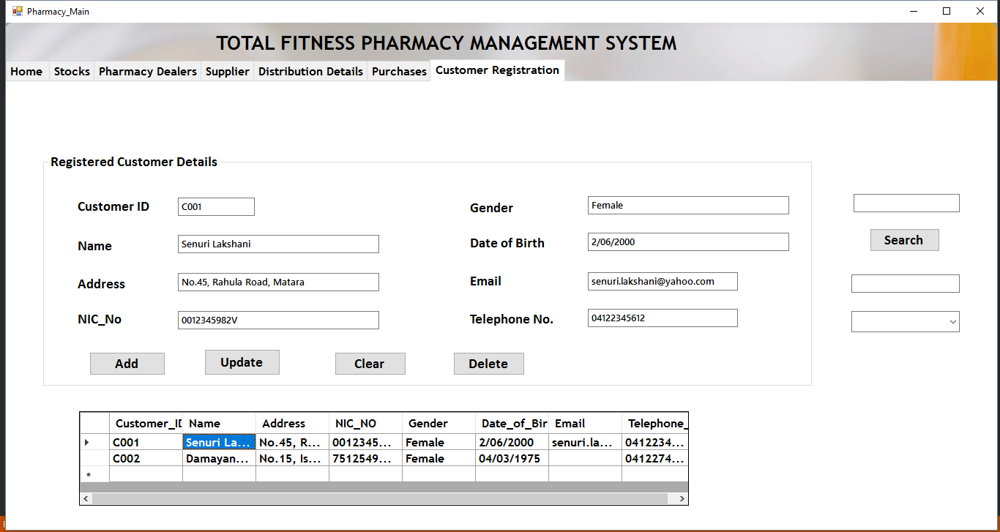 Pharmacy_Main
TOTAL FITNESS PHARMACY MANAGEMENT SYSTEM
Home Stocks Pharmacy Dealers Supplier Distribution Details Purchases Customer Registration
Registered Customer Details
Customer ID C001 Gender Female
Search
Name Senuri Lakshani Date of Birth 2/06/2000
Address No.45, Rahula Road, Matara Email senuri.lakshani@yahoo.com
NIC_No 0012345982V Telephone No. 04122345612
Add Update Clear Delete
Customer_ID Name Address NIC_NO Gender Date_of_Bir Email Telephone_
C001 Senuri La... No.45, R... 0012345... Female 2/06/2000 senuri.la... 0412234...
C002 Damayan... No.15, Is... 7512549... Female 04/03/1975 0412274...